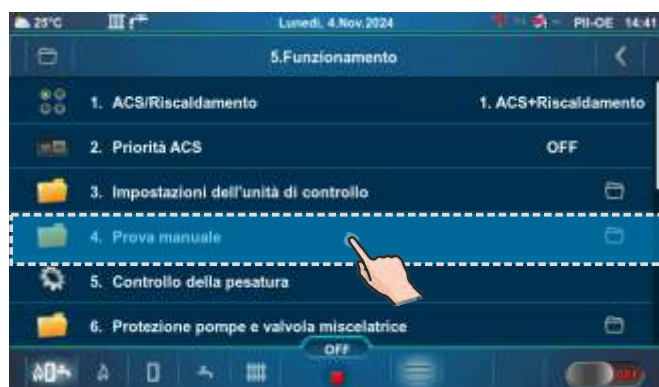 25°C Lunedì, 4.Nov.2024 PII-OE 14:41
5.Funzionamento
1. ACS/Riscaldamento 1. ACS+Riscaldamento
2. Priorità ACS OFF
3. Impostazioni dell'unità di controllo
4. Prova manuale
5. Controllo della pesatura
6. Protezione pompe e valvola miscelatrice
OFF
OFF